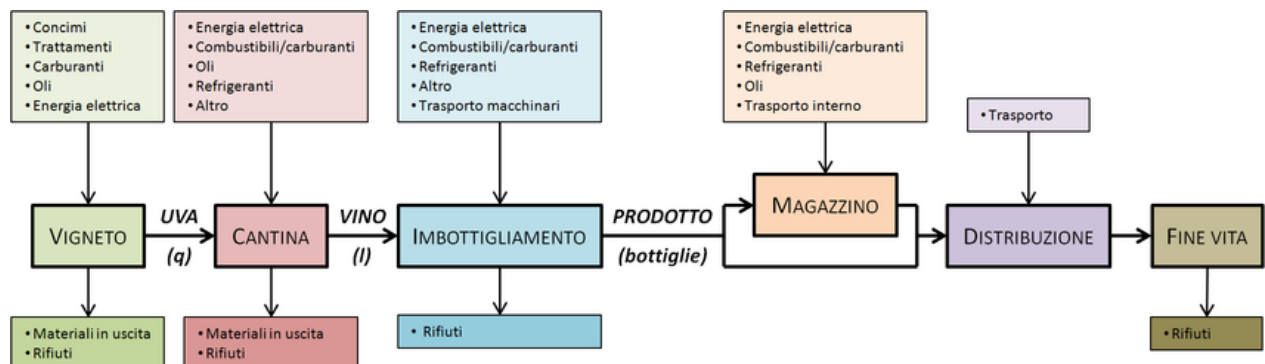 • Concimi
• Trattamenti
• Carburanti
• Oli
• Energia elettrica
• Energia elettrica
• Combustibili/carburanti
• Oli
• Refrigeranti
• Altro
• Energia elettrica
• Combustibili/carburanti
• Refrigeranti
• Altro
• Trasporto macchinari
• Energia elettrica
• Combustibili/carburanti
• Refrigeranti
• Oli
• Trasporto interno
• Trasporto
VIGNETO
UVA
(q)
CANTINA
VINO
(l)
IMBOTTIGLIAMENTO
PRODOTTO
(bottiglie)
MAGAZZINO
DISTRIBUZIONE
FINE VITA
• Materiali in uscita
• Rifiuti
• Materiali in uscita
• Rifiuti
• Rifiuti
• Rifiuti